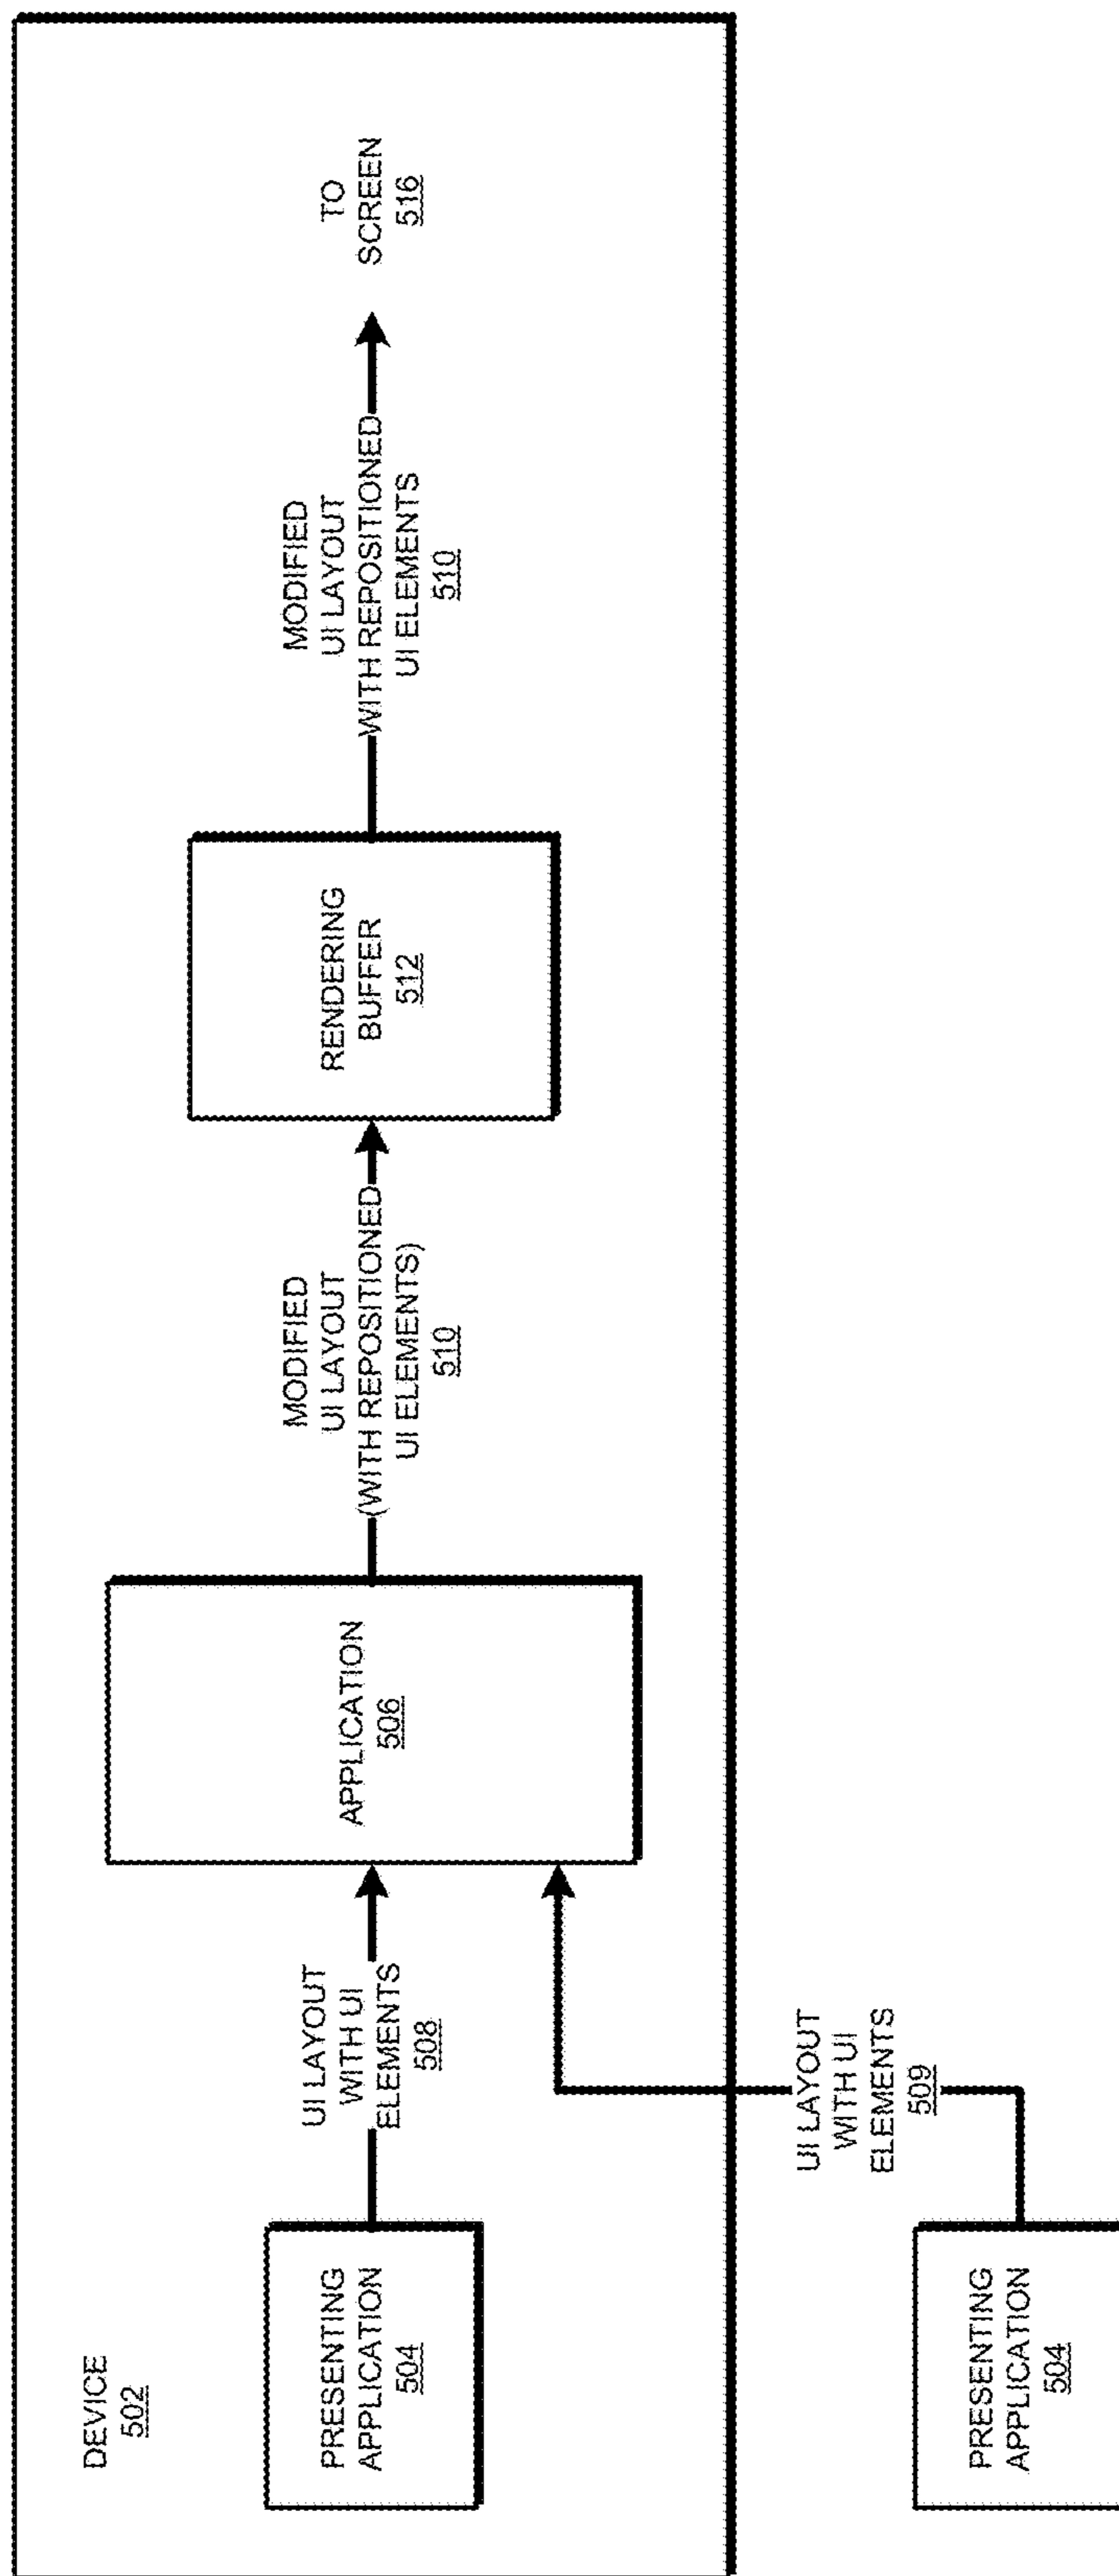 DEVICE
502
PRESENTING
APPLICATION
504
UI LAYOUT
WITH UI
ELEMENTS
508
APPLICATION
506
MODIFIED
UI LAYOUT
(WITH REPOSITIONED
UI ELEMENTS)
510
RENDERING
BUFFER
512
MODIFIED
UI LAYOUT
WITH REPOSITIONED
UI ELEMENTS
510
TO
SCREEN
516
PRESENTING
APPLICATION
504
UI LAYOUT
WITH UI
ELEMENTS
509